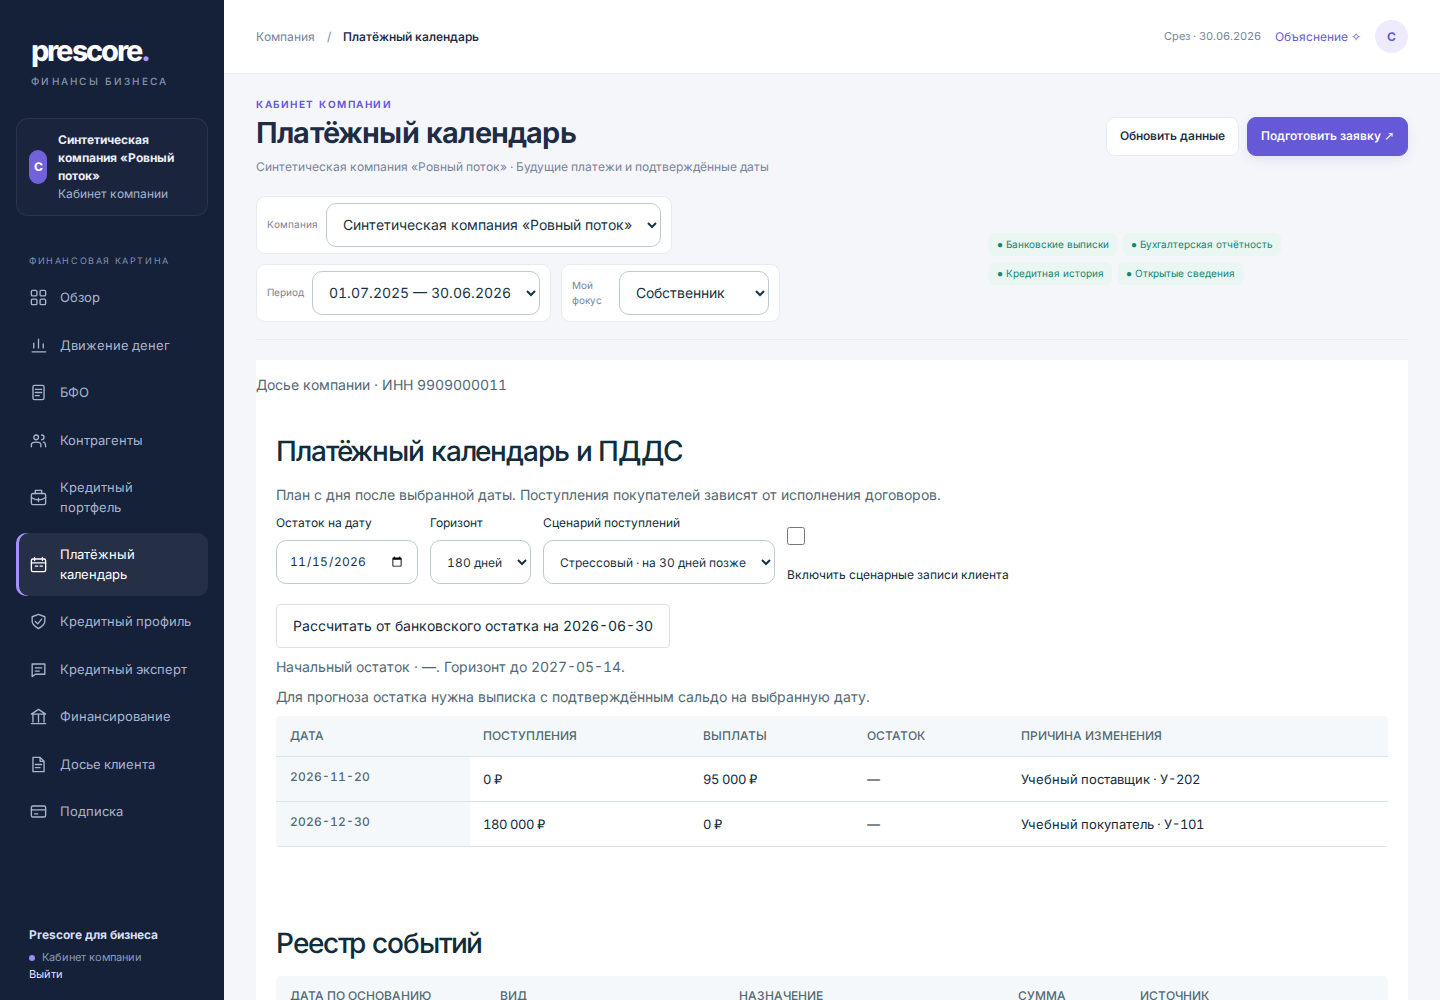 prescore.
ФИНАНСЫ БИЗНЕСА
С
Синтетическая
компания «Ровный
поток»
Кабинет компании
ФИНАНСОВАЯ КАРТИНА
Обзор
Движение денег
БФО
Контрагенты
Кредитный
портфель
Платёжный
календарь
Кредитный профиль
Кредитный эксперт
Финансирование
Досье клиента
Подписка
Prescore для бизнеса
Кабинет компании
Выйти
Компания / Платёжный календарь
Срез · 30.06.2026 Объяснение ✧ С
КАБИНЕТ КОМПАНИИ
Платёжный календарь
Синтетическая компания «Ровный поток» · Будущие платежи и подтверждённые даты
Обновить данные Подготовить заявку ↗
Компания Синтетическая компания «Ровный поток»
Период 01.07.2025 — 30.06.2026 Мой фокус Собственник
● Банковские выписки ● Бухгалтерская отчётность
● Кредитная история ● Открытые сведения
Досье компании · ИНН 9909000011
Платёжный календарь и ПДДС
План с дня после выбранной даты. Поступления покупателей зависят от исполнения договоров.
Остаток на дату Горизонт Сценарий поступлений
11/15/2026 180 дней Стрессовый · на 30 дней позже
Включить сценарные записи клиента
Рассчитать от банковского остатка на 2026-06-30
Начальный остаток · —. Горизонт до 2027-05-14.
Для прогноза остатка нужна выписка с подтверждённым сальдо на выбранную дату.
ДАТА ПОСТУПЛЕНИЯ ВЫПЛАТЫ ОСТАТОК ПРИЧИНА ИЗМЕНЕНИЯ
2026-11-20 0 ₽ 95 000 ₽ — Учебный поставщик · У-202
2026-12-30 180 000 ₽ 0 ₽ — Учебный покупатель · У-101
Реестр событий
ДАТА ПО ОСНОВАНИЮ ВИД НАЗНАЧЕНИЕ СУММА ИСТОЧНИК